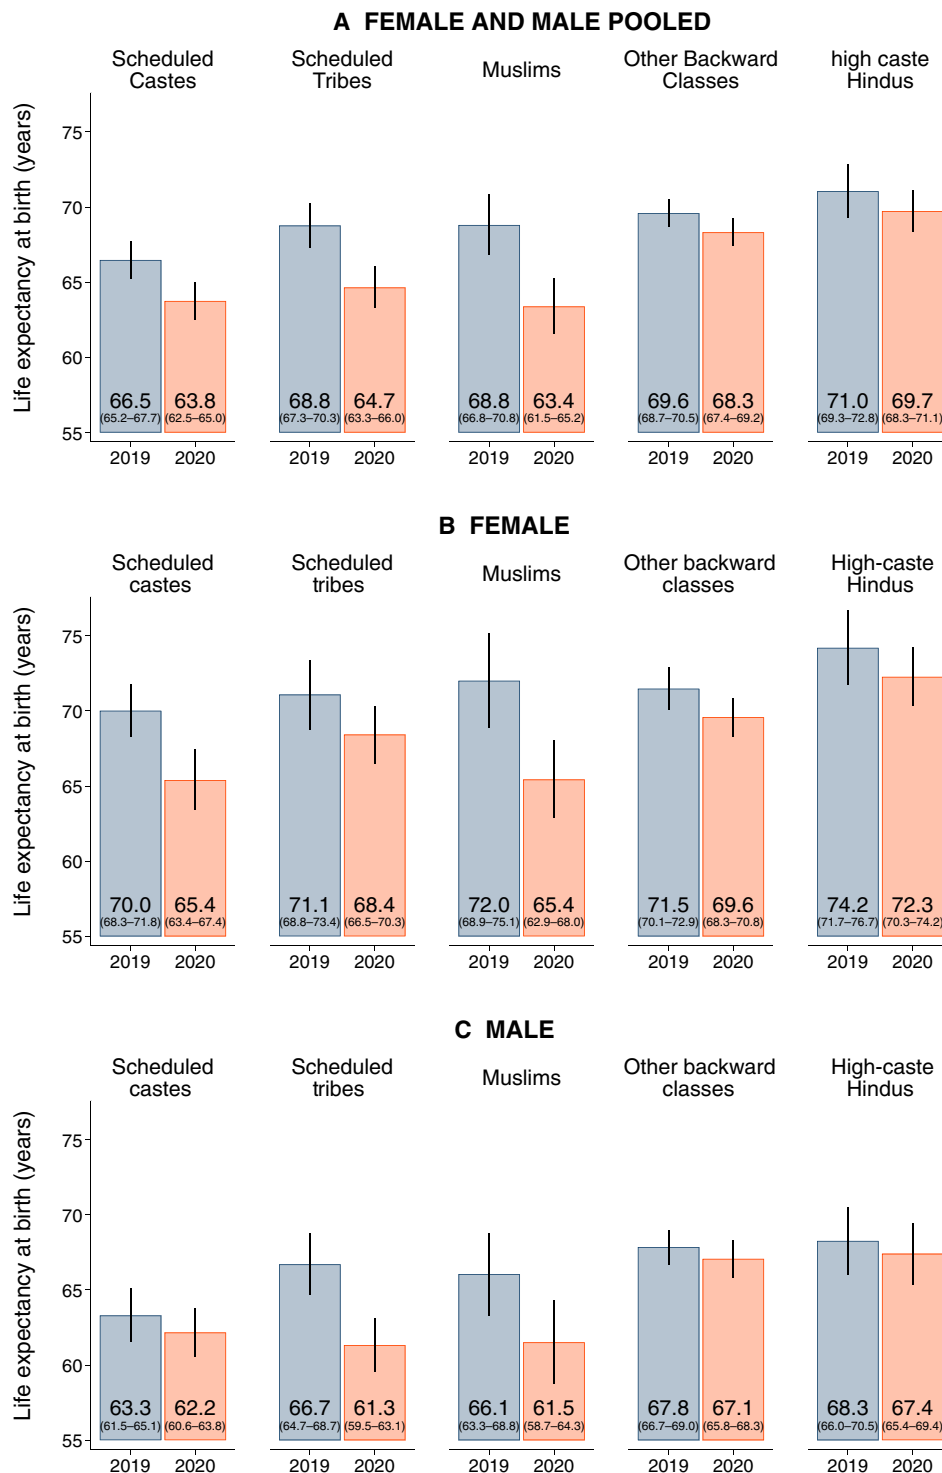 A FEMALE AND MALE POOLED
Scheduled
Castes
Scheduled
Tribes
Muslims
Other Backward
Classes
high caste
Hindus
Life expectancy at birth (years)
75
70
65
60
55
66.5 63.8 68.8 64.7 68.8 63.4 69.6 68.3 71.0 69.7
(65.2–67.7) (62.5–65.0) (67.3–70.3) (63.3–66.0) (66.8–70.8) (61.5–65.2) (68.7–70.5) (67.4–69.2) (69.3–72.8) (68.3–71.1)
2019 2020 2019 2020 2019 2020 2019 2020 2019 2020
B FEMALE
Scheduled
castes
Scheduled
tribes
Muslims
Other backward
classes
High-caste
Hindus
Life expectancy at birth (years)
75
70
65
60
55
70.0 65.4 71.1 68.4 72.0 65.4 71.5 69.6 74.2 72.3
(68.3–71.8) (63.4–67.4) (68.8–73.4) (66.5–70.3) (68.9–75.1) (62.9–68.0) (70.1–72.9) (68.3–70.8) (71.7–76.7) (70.3–74.2)
2019 2020 2019 2020 2019 2020 2019 2020 2019 2020
C MALE
Scheduled
castes
Scheduled
tribes
Muslims
Other backward
classes
High-caste
Hindus
Life expectancy at birth (years)
75
70
65
60
55
63.3 62.2 66.7 61.3 66.1 61.5 67.8 67.1 68.3 67.4
(61.5–65.1) (60.6–63.8) (64.7–68.7) (59.5–63.1) (63.3–68.8) (58.7–64.3) (66.7–69.0) (65.8–68.3) (66.0–70.5) (65.4–69.4)
2019 2020 2019 2020 2019 2020 2019 2020 2019 2020